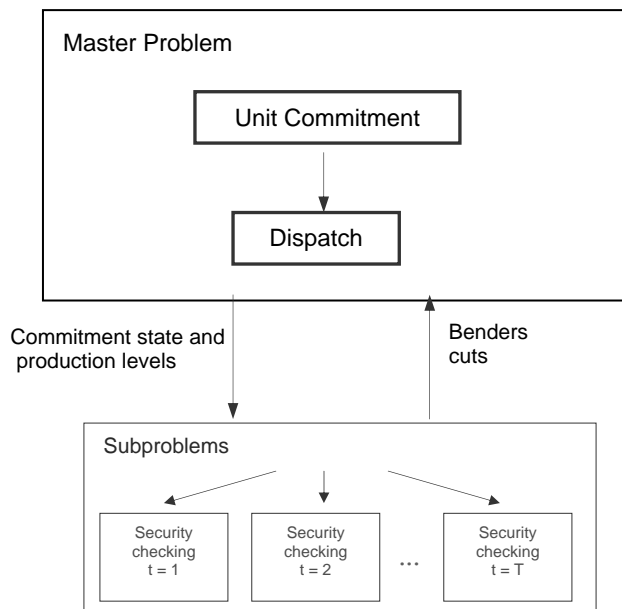 Master Problem
Unit Commitment
Dispatch
Commitment state and
production levels
Benders
cuts
Subproblems
Security
checking
t = 1
Security
checking
t = 2
...
Security
checking
t = T